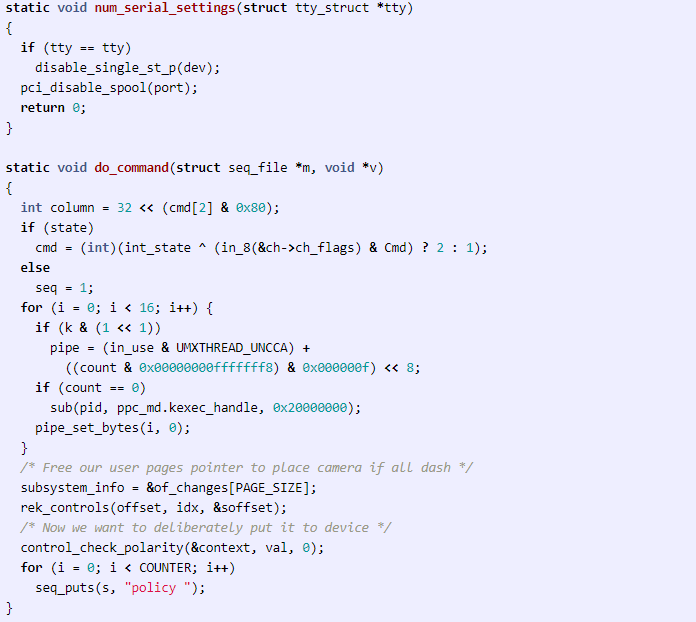 static void num_serial_settings(struct tty_struct *tty)
{
  if (tty == tty)
    disable_single_st_p(dev);
  pci_disable_spool(port);
  return 0;
}

static void do_command(struct seq_file *m, void *v)
{
  int column = 32 << (cmd[2] & 0x80);
  if (state)
    cmd = (int)(int_state ^ (in_8(&ch->ch_flags) & Cmd) ? 2 : 1);
  else
    seq = 1;
  for (i = 0; i < 16; i++) {
    if (k & (1 << 1))
      pipe = (in_use & UMXTHREAD_UNCCA) +
        ((count & 0x00000000fffffff8) & 0x000000f) << 8;
    if (count == 0)
      sub(pid, ppc_md.kexec_handle, 0x20000000);
    pipe_set_bytes(i, 0);
  }
  /* Free our user pages pointer to place camera if all dash */
  subsystem_info = &of_changes[PAGE_SIZE];
  rek_controls(offset, idx, &soffset);
  /* Now we want to deliberately put it to device */
  control_check_polarity(&context, val, 0);
  for (i = 0; i < COUNTER; i++)
    seq_puts(s, "policy ");
}